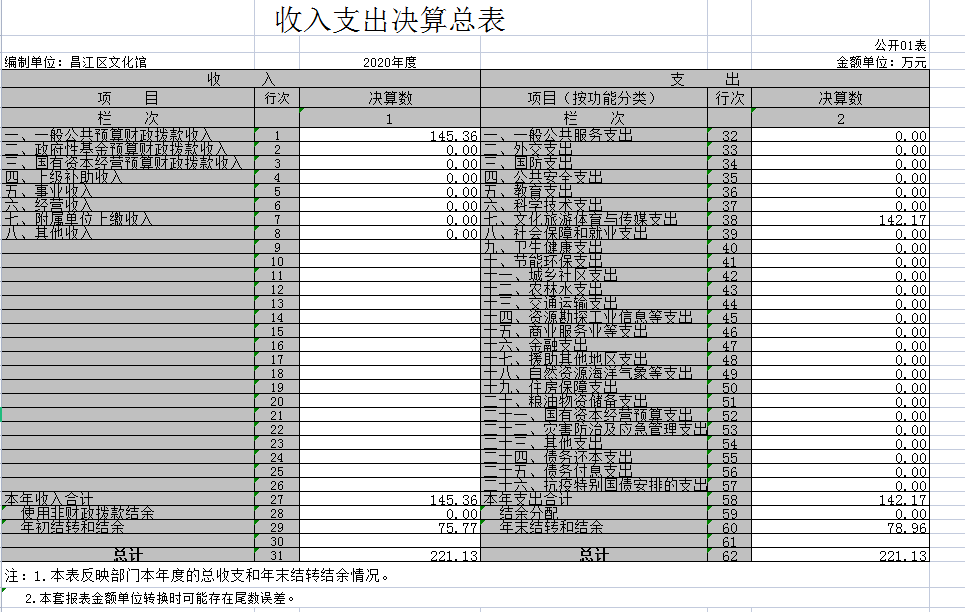 收入支出决算总表
公开01表
编制单位：昌江区文化馆 2020年度 金额单位：万元
收 入 支 出
项 目 行次 决算数 项目（按功能分类） 行次 决算数
栏 次 1 栏 次 2
一、一般公共预算财政拨款收入 1 145.36 一、一般公共服务支出 32 0.00
二、政府性基金预算财政拨款收入 2 0.00 二、外交支出 33 0.00
三、国有资本经营预算财政拨款收入 3 0.00 三、国防支出 34 0.00
四、上级补助收入 4 0.00 四、公共安全支出 35 0.00
五、事业收入 5 0.00 五、教育支出 36 0.00
六、经营收入 6 0.00 六、科学技术支出 37 0.00
七、附属单位上缴收入 7 0.00 七、文化旅游体育与传媒支出 38 142.17
八、其他收入 8 0.00 八、社会保障和就业支出 39 0.00
9 九、卫生健康支出 40 0.00
10 十、节能环保支出 41 0.00
11 十一、城乡社区支出 42 0.00
12 十二、农林水支出 43 0.00
13 十三、交通运输支出 44 0.00
14 十四、资源勘探工业信息等支出 45 0.00
15 十五、商业服务业等支出 46 0.00
16 十六、金融支出 47 0.00
17 十七、援助其他地区支出 48 0.00
18 十八、自然资源海洋气象等支出 49 0.00
19 十九、住房保障支出 50 0.00
20 二十、粮油物资储备支出 51 0.00
21 二十一、国有资本经营预算支出 52 0.00
22 二十二、灾害防治及应急管理支出 53 0.00
23 二十三、其他支出 54 0.00
24 二十四、债务还本支出 55 0.00
25 二十五、债务付息支出 56 0.00
26 二十六、抗疫特别国债安排的支出 57 0.00
本年收入合计 27 145.36 本年支出合计 58 142.17
使用非财政拨款结余 28 0.00 结余分配 59 0.00
年初结转和结余 29 75.77 年末结转和结余 60 78.96
30 61
总计 31 221.13 总计 62 221.13
注：1.本表反映部门本年度的总收支和年末结转结余情况。
2.本套报表金额单位转换时可能存在尾数误差。